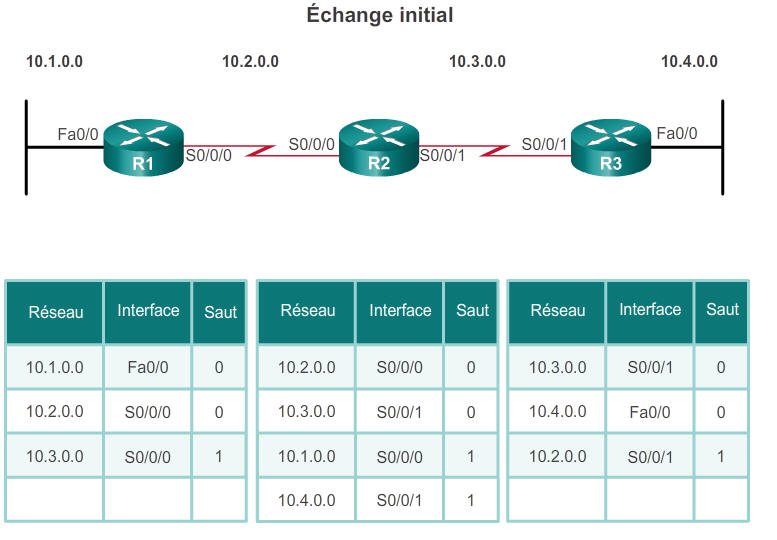 Échange initial
10.1.0.0 10.2.0.0 10.3.0.0 10.4.0.0
Fa0/0 R1 S0/0/0 S0/0/0 R2 S0/0/1 S0/0/1 R3 Fa0/0
Réseau Interface Saut
10.1.0.0 Fa0/0 0
10.2.0.0 S0/0/0 0
10.3.0.0 S0/0/0 1
Réseau Interface Saut
10.2.0.0 S0/0/0 0
10.3.0.0 S0/0/1 0
10.1.0.0 S0/0/0 1
10.4.0.0 S0/0/1 1
Réseau Interface Saut
10.3.0.0 S0/0/1 0
10.4.0.0 Fa0/0 0
10.2.0.0 S0/0/1 1